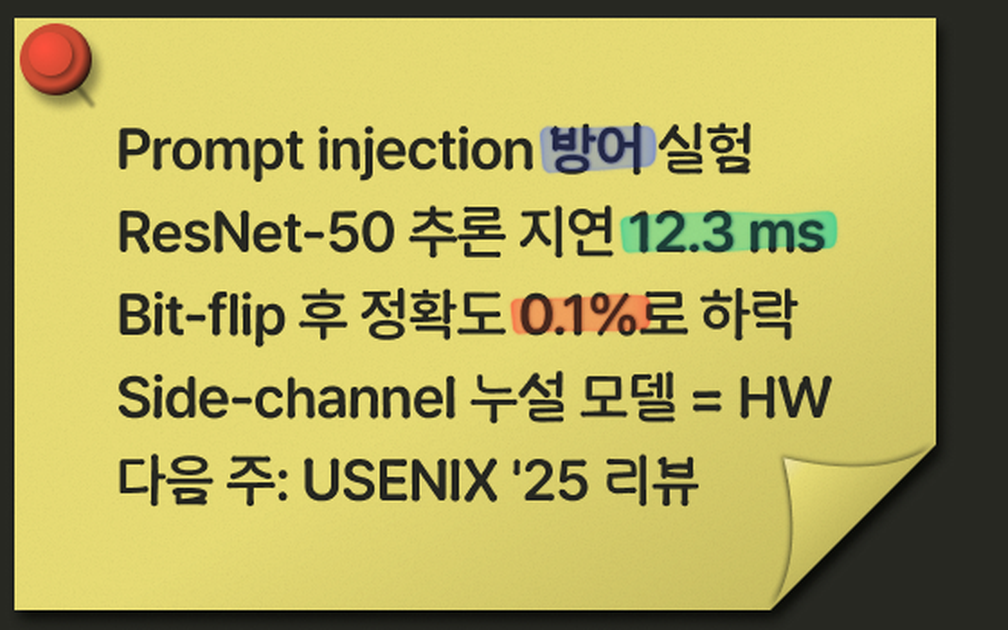 Prompt injection 방어 실험
ResNet-50 추론 지연 12.3 ms
Bit-flip 후 정확도 0.1%로 하락
Side-channel 누설 모델 = HW
다음 주: USENIX '25 리뷰